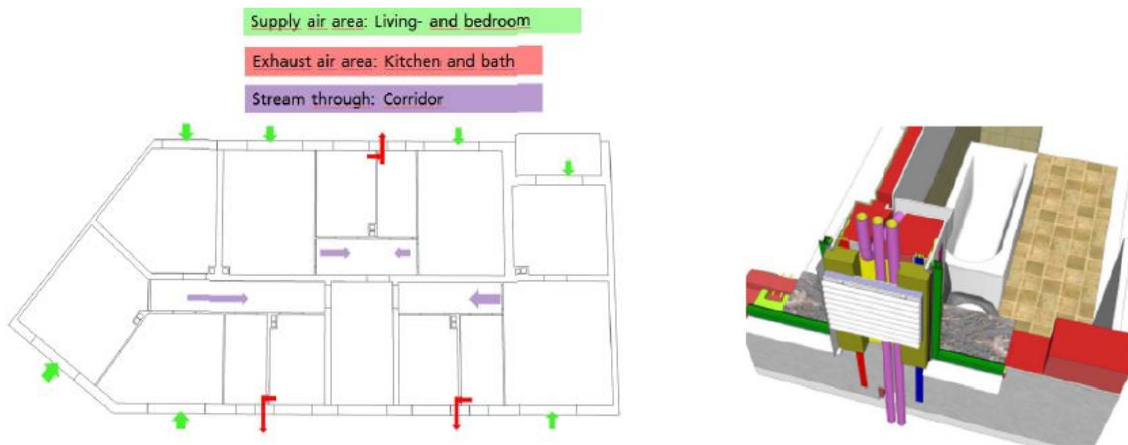 Supply air area: Living- and bedroom
Exhaust air area: Kitchen and bath
Stream through: Corridor